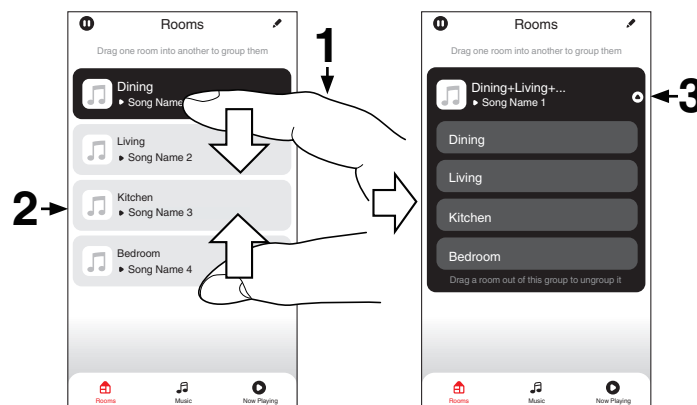 Rooms
Drag one room into another to group them
1
Dining
Song Name
Living
Song Name 2
2
Kitchen
Song Name 3
Bedroom
Song Name 4
Rooms
Music
Now Playing
Rooms
Drag one room into another to group them
Dining+Living+...
Song Name 1
3
Dining
Living
Kitchen
Bedroom
Drag a room out of this group to ungroup it
Rooms
Music
Now Playing